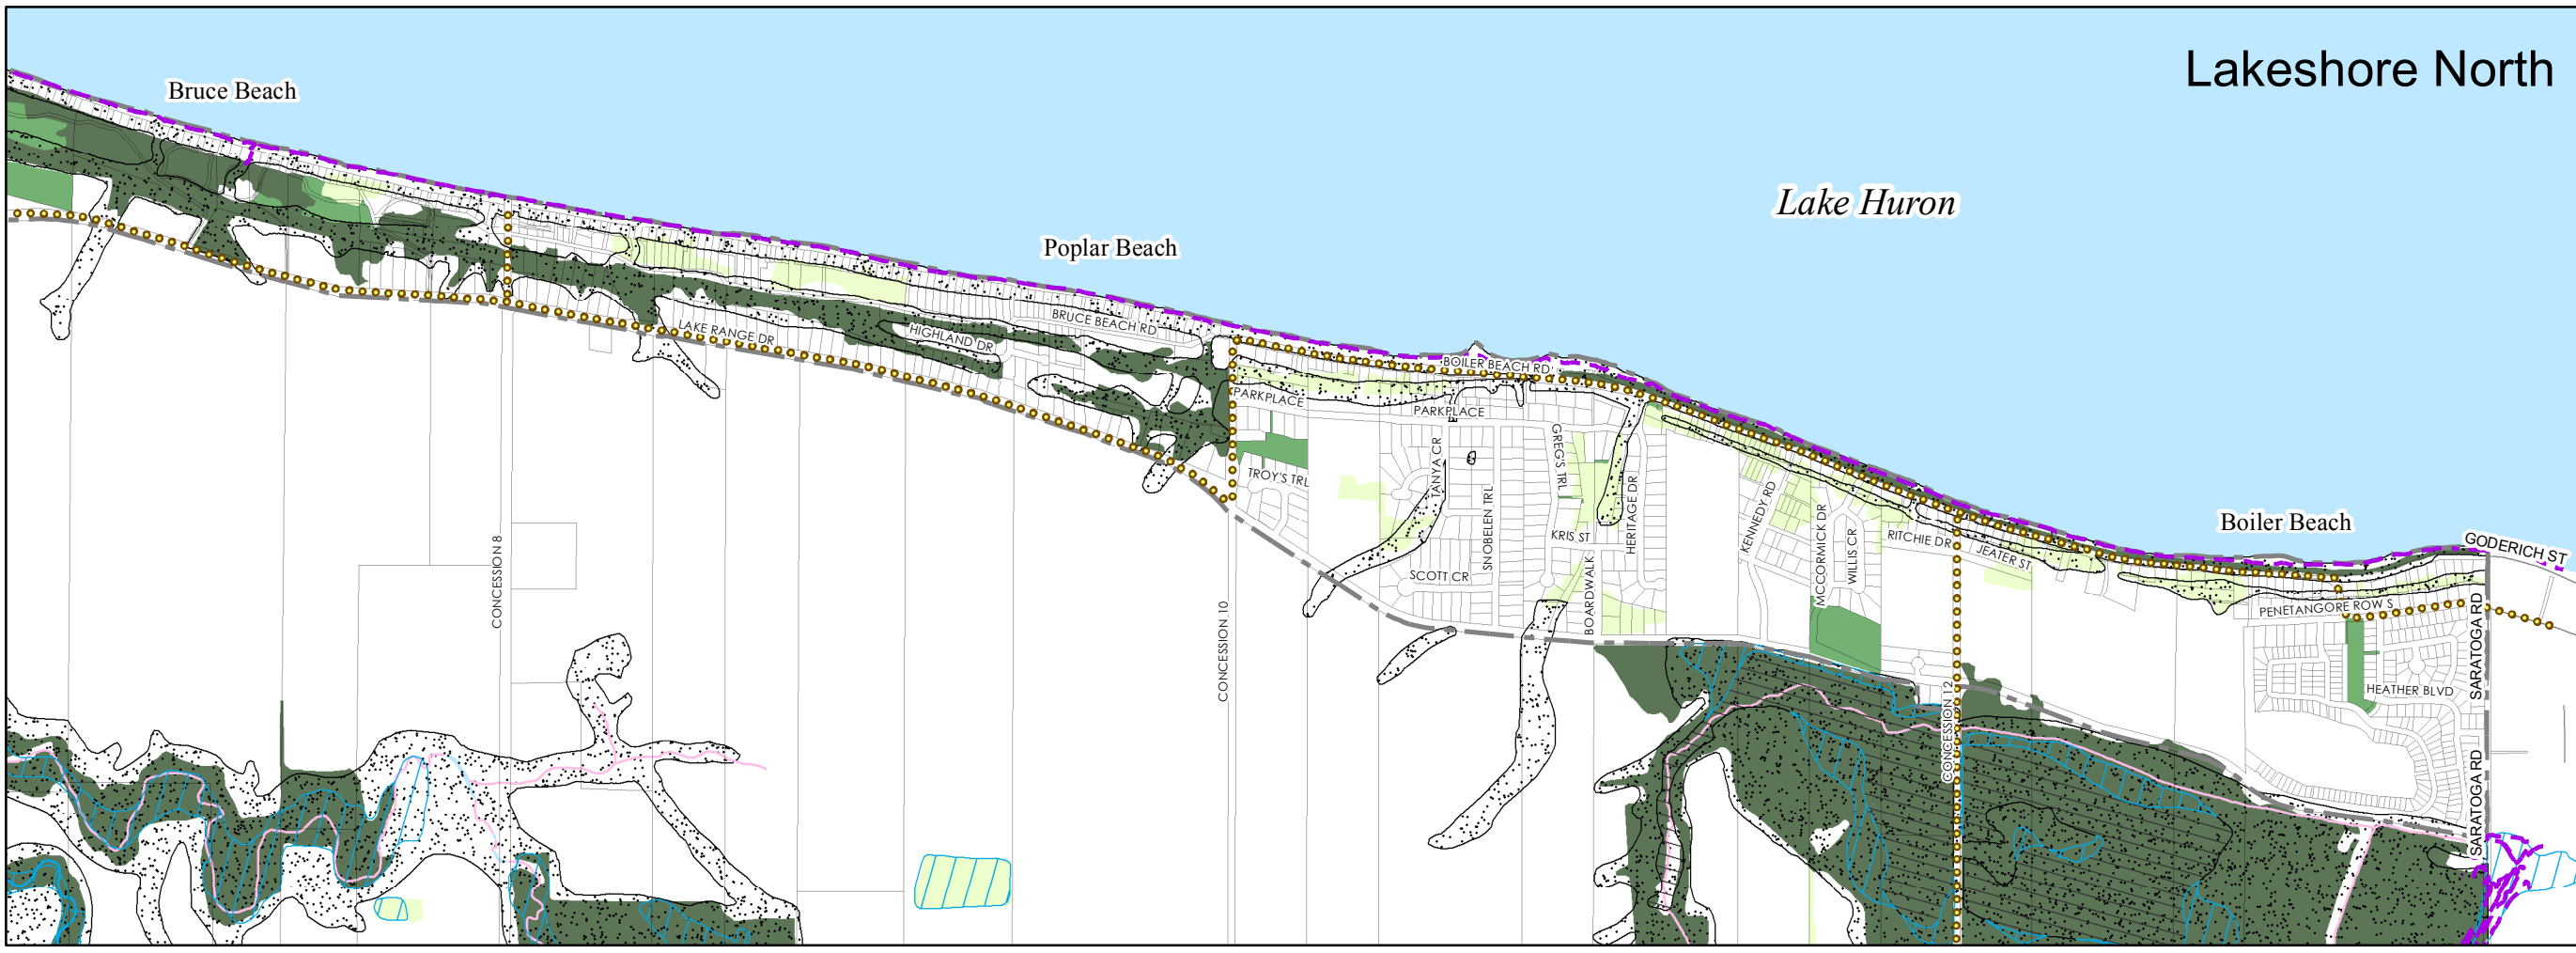 Lakeshore North
Bruce Beach
Lake Huron
Poplar Beach
BRUCE BEACH RD
LAKE RANGE DR
HIGHLAND DR
BOILER BEACH RD
PARKPLACE
PARKPLACE
TROY'S TRL
TANYA CR
SNOBELEN TRL
GREG'S TRL
HERITAGE DR
KRIS ST
SCOTT CR
BOARDWALK
KENNEDY RD
MCCORMICK DR
WILLIS CR
RITCHIE DR
JEATER ST
Boiler Beach
GODERICH ST
PENETANGORE ROW S
SARATOGA RD
HEATHER BLVD
SARATOGA RD
CONCESSION 8
CONCESSION 10
CONCESSION 12